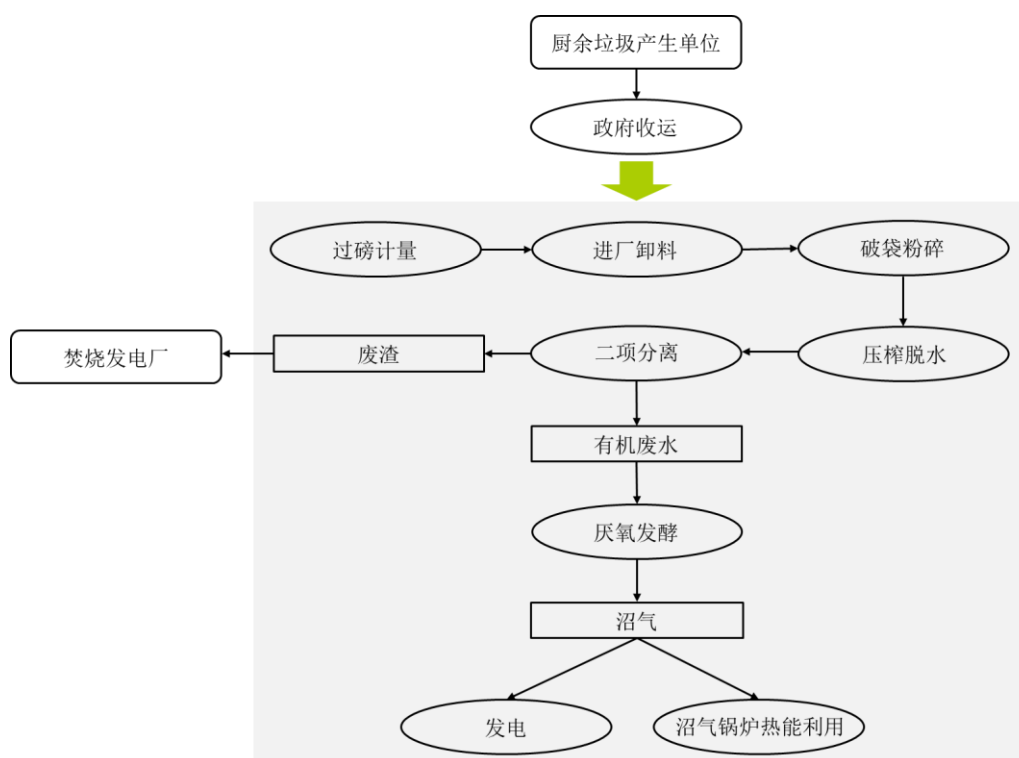 厨余垃圾产生单位
政府收运
过磅计量
进厂卸料
破袋粉碎
焚烧发电厂
废渣
二项分离
压榨脱水
有机废水
厌氧发酵
沼气
发电
沼气锅炉热能利用